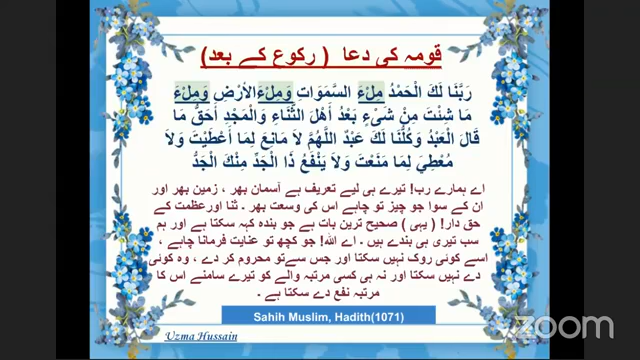 قومہ کی دعا ( رکوع کے بعد)
رَبَّنَا لَكَ الْحَمْدُ مِلْءَ السَّمَوَاتِ وَمِلْءَ الأَرْضِ وَمِلْءَ
مَا شِئْتَ مِنْ شَىْءٍ بَعْدُ أَهْلَ الثَّنَاءِ وَالْمَجْدِ أَحَقُّ مَا
قَالَ الْعَبْدُ وَكُلُّنَا لَكَ عَبْدٌ اللَّهُمَّ لاَ مَانِعَ لِمَا أَعْطَيْتَ وَلاَ
مُعْطِيَ لِمَا مَنَعْتَ وَلاَ يَنْفَعُ ذَا الْجَدِّ مِنْكَ الْجَدُّ
اے ہمارے رب! تیرے ہی لیے تعریف ہے آسمان بھر ، زمین بھر اور
ان کے سوا جو چیز تو چاہے اس کی وسعت بھر ۔ ثنا اورعظمت کے
حق دار! ( یہی ) صحیح ترین بات ہے جو بندہ کہہ سکتا ہے اور ہم
سب تیری ہی بندے ہیں ۔ اے اللہ! جو کچھ تو عنایت فرمانا چاہے ،
اسے کوئی روک نہیں سکتا اور جس سےتو محروم کر دے ، وہ کوئی
دے نہیں سکتا اور نہ ہی کسی مرتبہ والے کو تیرے سامنے اس کا
مرتبہ نفع دے سکتا ہے ۔
Sahih Muslim, Hadith(1071)
Uzma Hussain
zoom